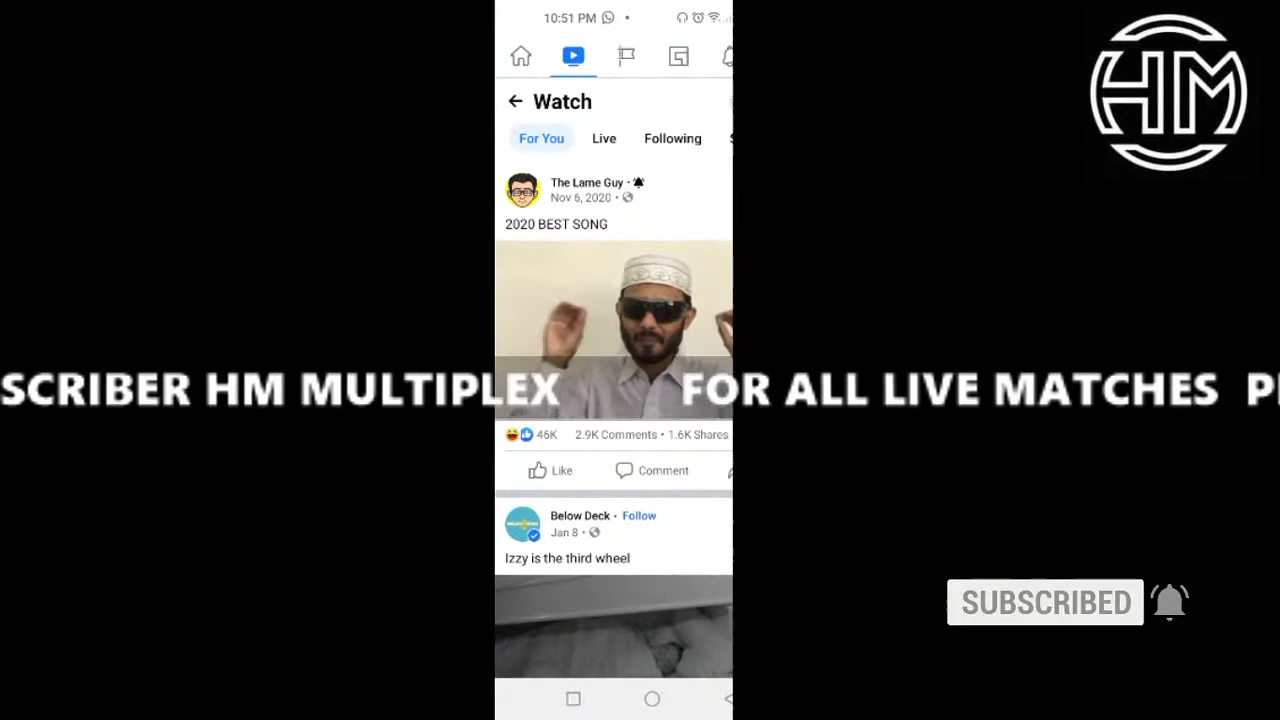 10:51 PM
HM
Watch
For You Live Following
The Lame Guy
Nov 6, 2020
2020 BEST SONG
SCRIBER HM MULTIPLEX FOR ALL LIVE MATCHES
46K 2.9K Comments • 1.6K Shares
Like Comment
Below Deck • Follow
Jan 8
Izzy is the third wheel
SUBSCRIBED